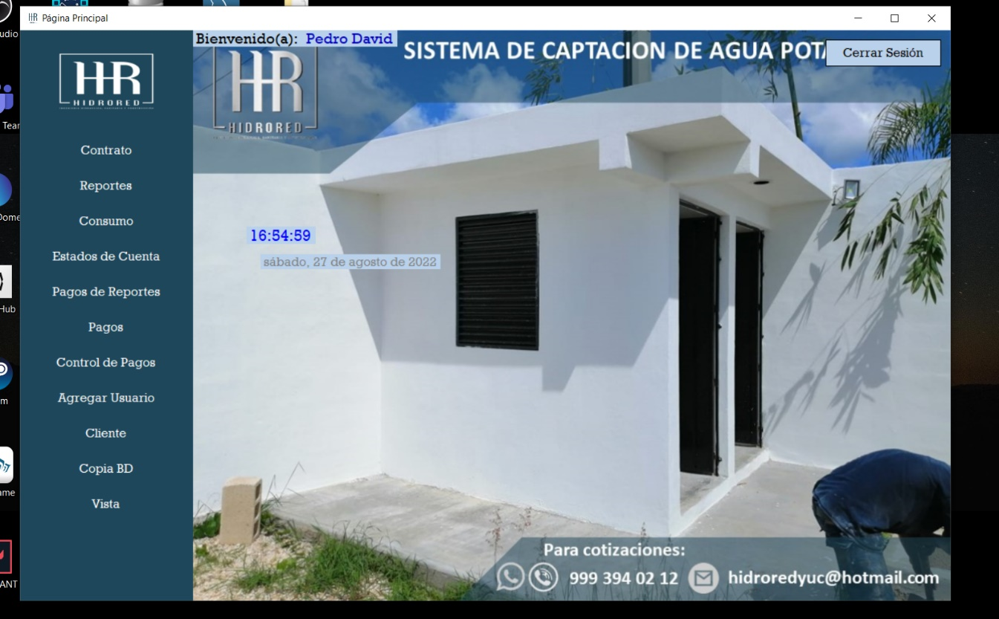 Página Principal
HR
HIDRORED
Contrato
Reportes
Consumo
Estados de Cuenta
Pagos de Reportes
Pagos
Control de Pagos
Agregar Usuario
Cliente
Copia BD
Vista
Bienvenido(a): Pedro David
SISTEMA DE CAPTACION DE AGUA POTA
Cerrar Sesión
HR
HIDRORED
16:54:59
sábado, 27 de agosto de 2022
Para cotizaciones:
999 394 02 12
hidroredyuc@hotmail.com
udio
Tear
Dome
Hub
m
ame
ANT